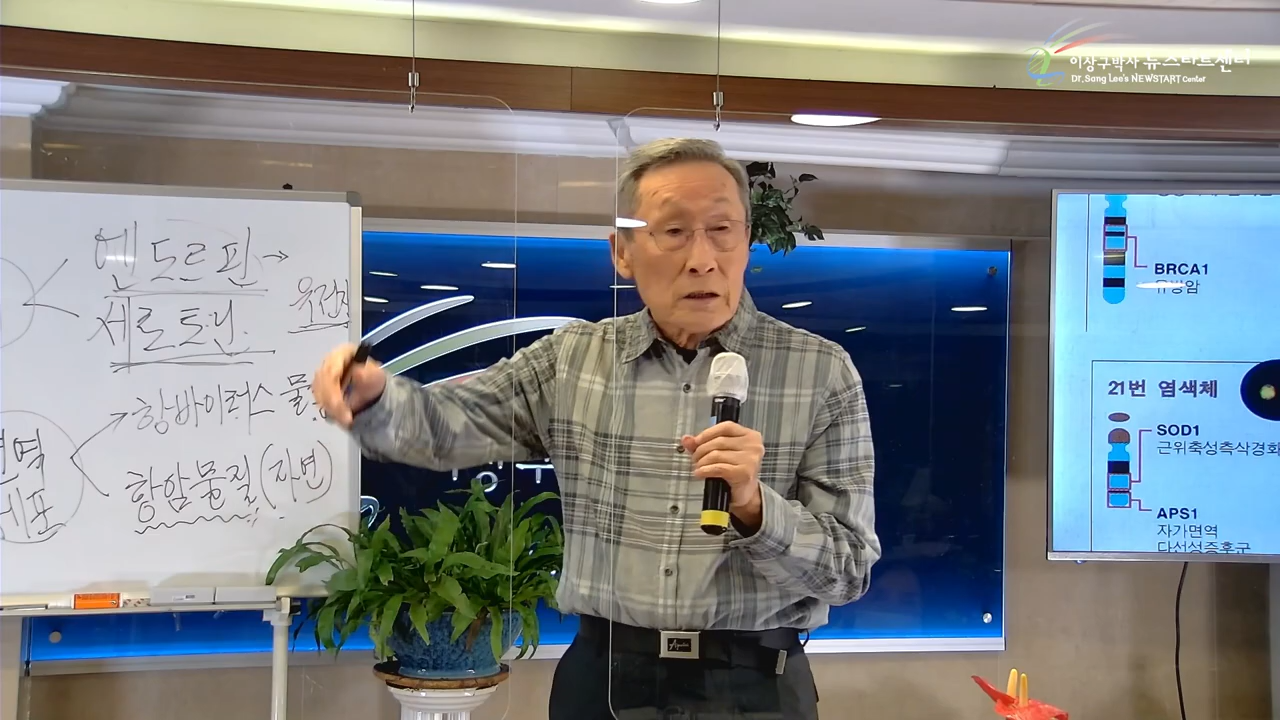 이상구박사 뉴스타트센터
Dr. Sang Lee's NEWSTART Center
엔도르핀→
세로토닌
유전자
→항바이러스 물
항암물질(자연)
면역
세포
BRCA1
유방암
21번 염색체
SOD1
근위축성측삭경화
APS1
자가면역
다선성증후군